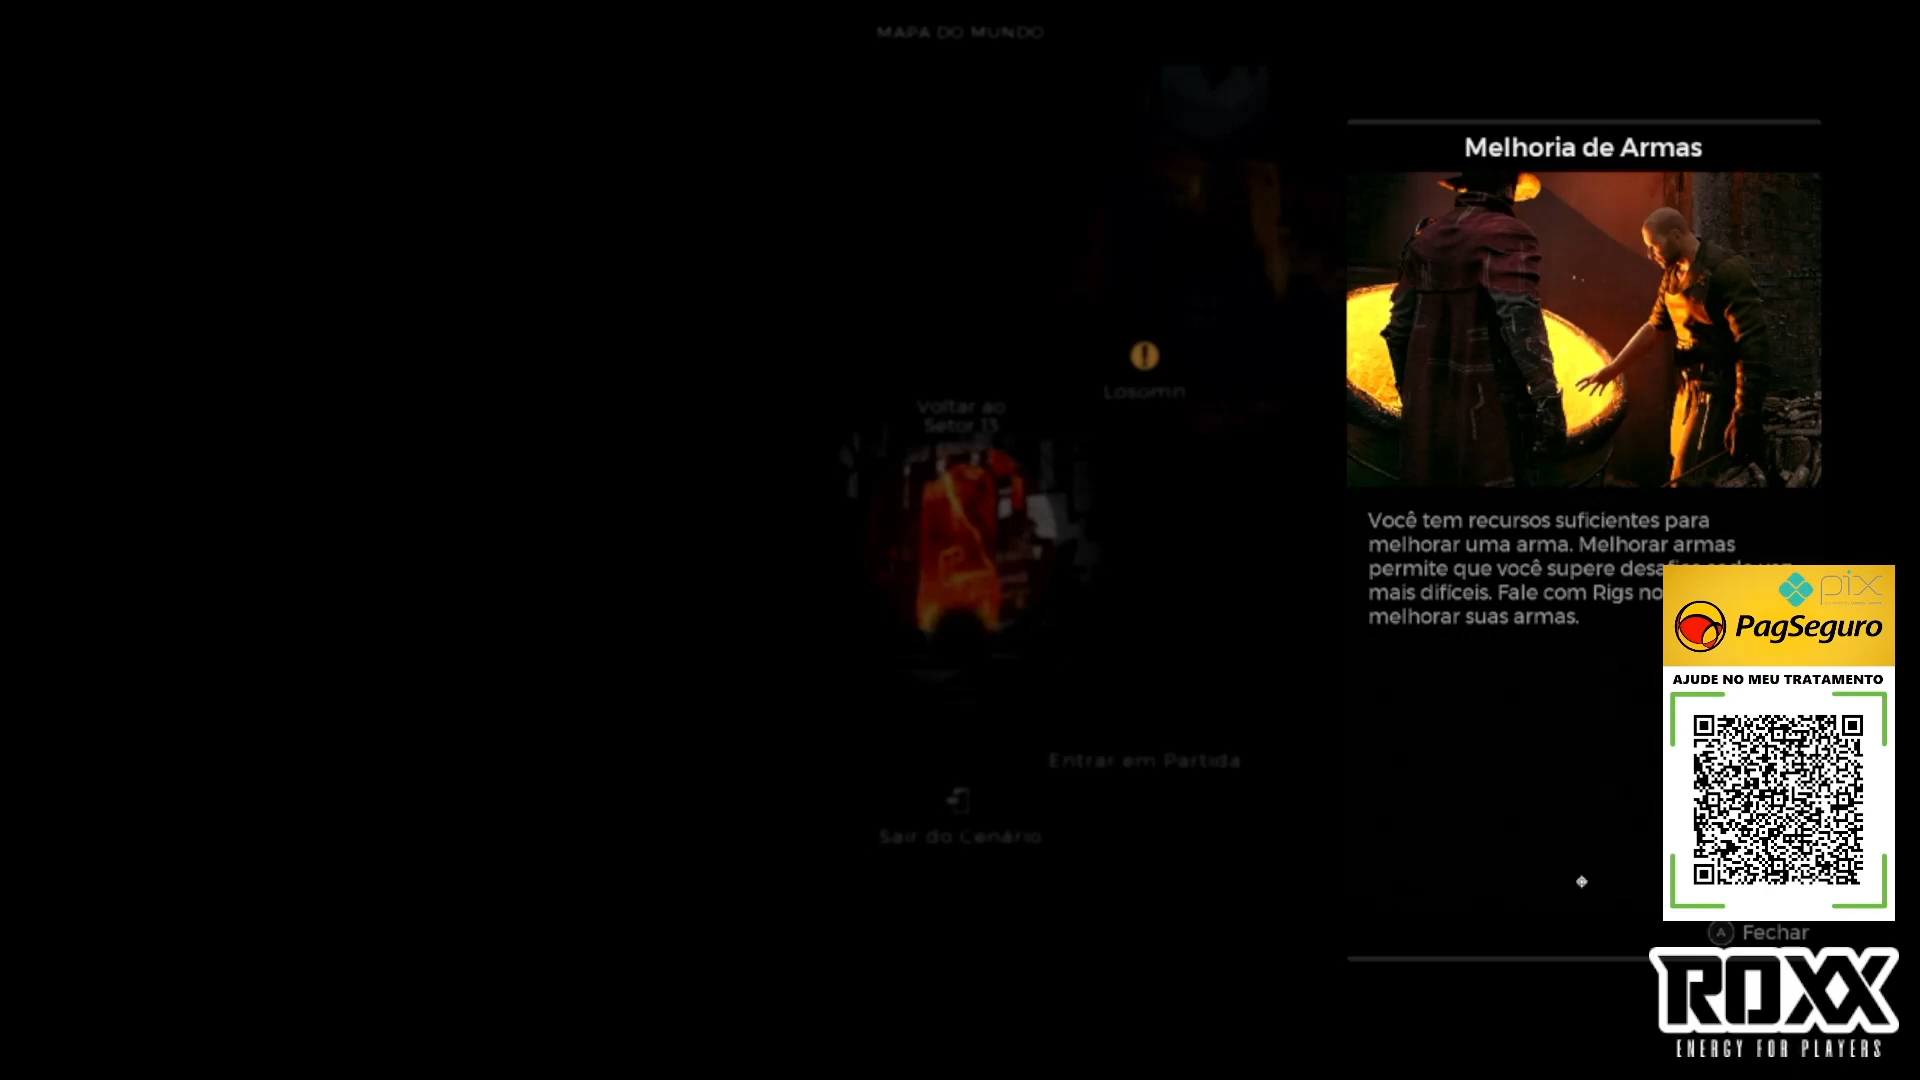 MAPA DO MUNDO
Melhoria de Armas
Losomn
Voltar ao
Setor 13
Você tem recursos suficientes para
melhorar uma arma. Melhorar armas
permite que você supere
mais difíceis. Fale com Rigs
melhorar suas armas.
pix
PagSeguro
AJUDE NO MEU TRATAMENTO
Entrar em Partida
Sair do Cenário
A Fechar
ROXX
ENERGY FOR PLAYERS